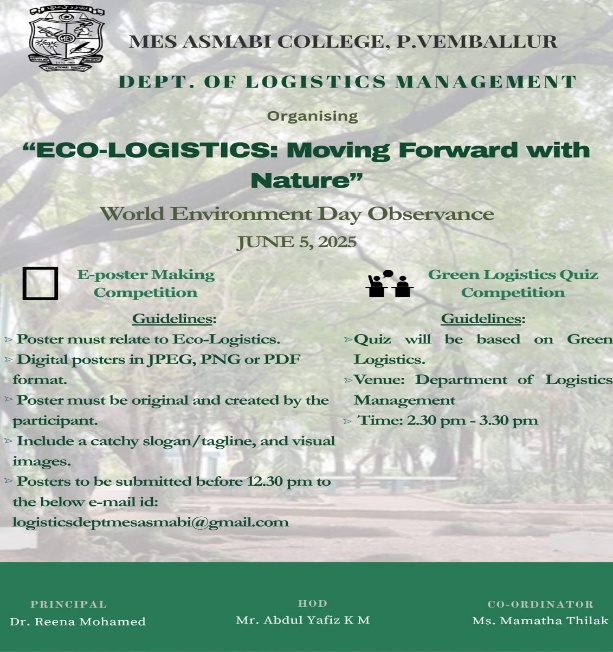 MES ASMABI COLLEGE, P.VEMBALLUR
DEPT. OF LOGISTICS MANAGEMENT
Organising
“ECO-LOGISTICS: Moving Forward with
Nature”
World Environment Day Observance
JUNE 5, 2025
E-poster Making
Competition
Guidelines:
Poster must relate to Eco-Logistics.
Digital posters in JPEG, PNG or PDF
format.
Poster must be original and created by the
participant.
Include a catchy slogan/tagline, and visual
images.
Posters to be submitted before 12.30 pm to
the below e-mail id:
logisticsdeptmesasmabi@gmail.com
Green Logistics Quiz
Competition
Guidelines:
Quiz will be based on Green
Logistics.
Venue: Department of Logistics
Management
Time: 2.30 pm - 3.30 pm
PRINCIPAL
Dr. Reena Mohamed
HOD
Mr. Abdul Yafiz K M
CO-ORDINATOR
Ms. Mamatha Thilak